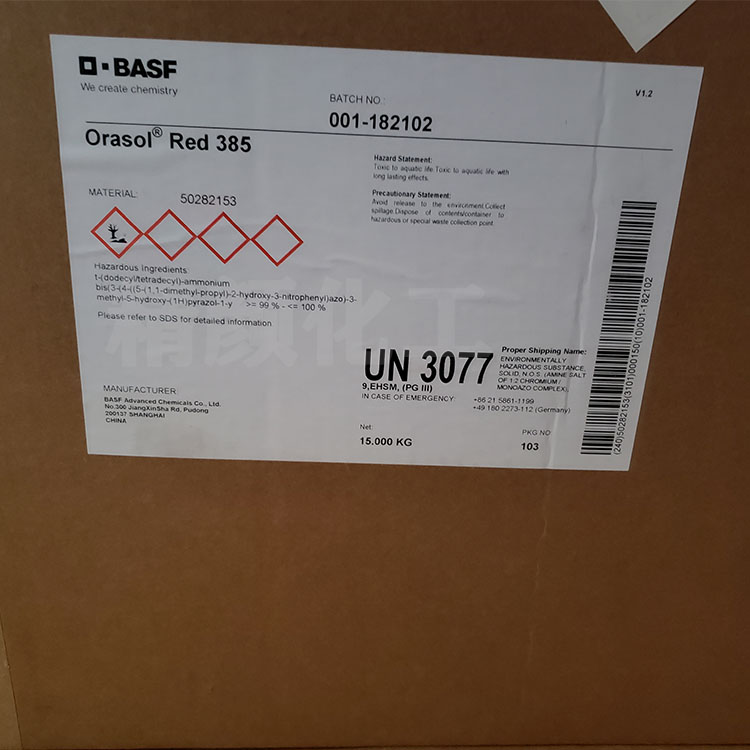 BASF
We create chemistry
V1.2
BATCH NO.:
001-182102
Orasol® Red 385
Hazard Statement:
Toxic to aquatic life.Toxic to aquatic life with
long lasting effects.
MATERIAL:
50282153
Precautionary Statement:
Avoid release to the environment.Collect
spillage.Dispose of contents/container to
hazardous or special waste collection point.
Hazardous Ingredients
t-(dodecyl/tetradecyl)-ammonium
bis(3-(4-((5-(1,1-dimethyl-propyl)-2-hydroxy-3-nitrophenyl)azo)-3-
methyl-5-hydroxy-(1H)pyrazol-1-y >= 99 % - <= 100 %
Please refer to SDS for detailed information
精颜化工
UN 3077
9,EHSM, (PG III)
IN CASE OF EMERGENCY:
+86 21 5861-1199
+49 180 2273-112 (Germany)
Proper Shipping Name:
ENVIRONMENTALLY
HAZARDOUS SUBSTANCE,
SOLID, N.O.S. (AMINE SALT
OF 1:2 CHROMIUM
MONOAZO COMPLEX),
MANUFACTURER:
BASF Advanced Chemicals Co., Ltd.
No.300 JiangXinSha Rd, Pudong
200137 SHANGHAI
CHINA
Net:
15.000 KG
PKG NO:
103
(240)50282153(3101)000150(10)001-182102